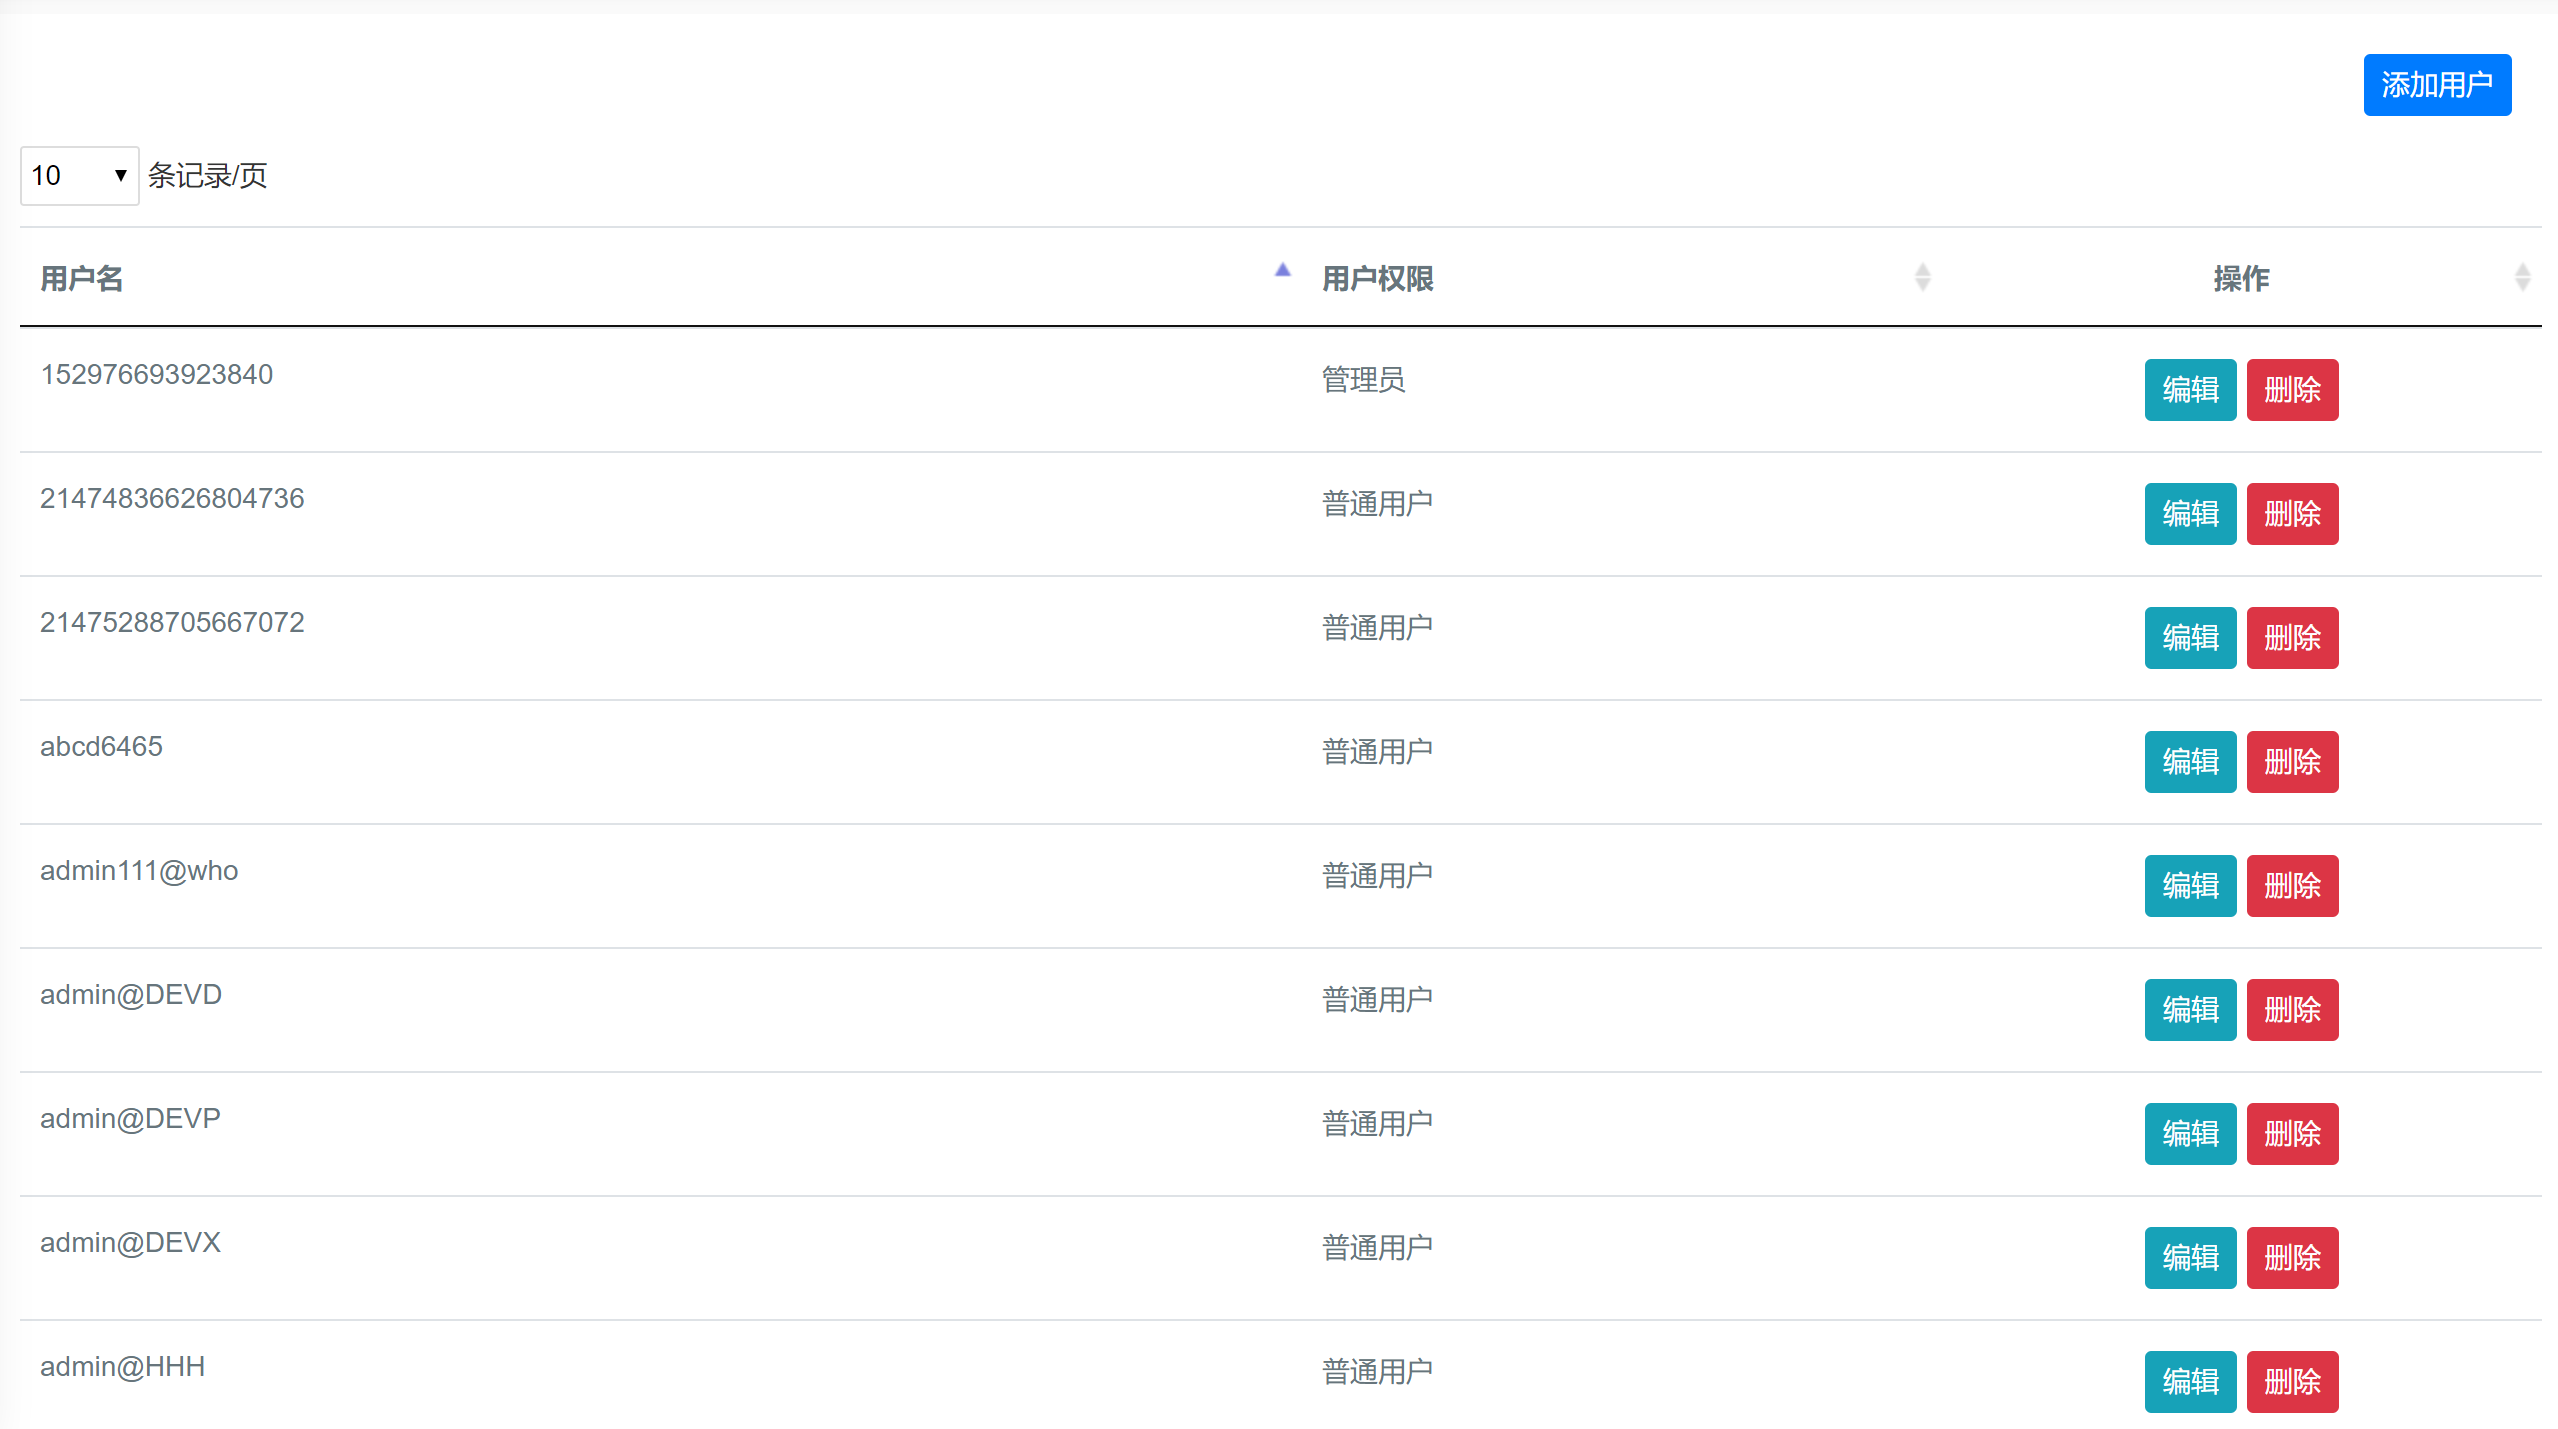 添加用户
10 条记录/页
用户名 用户权限 操作
152976693923840 管理员 编辑 删除
21474836626804736 普通用户 编辑 删除
21475288705667072 普通用户 编辑 删除
abcd6465 普通用户 编辑 删除
admin111@who 普通用户 编辑 删除
admin@DEVD 普通用户 编辑 删除
admin@DEVP 普通用户 编辑 删除
admin@DEVX 普通用户 编辑 删除
admin@HHH 普通用户 编辑 删除